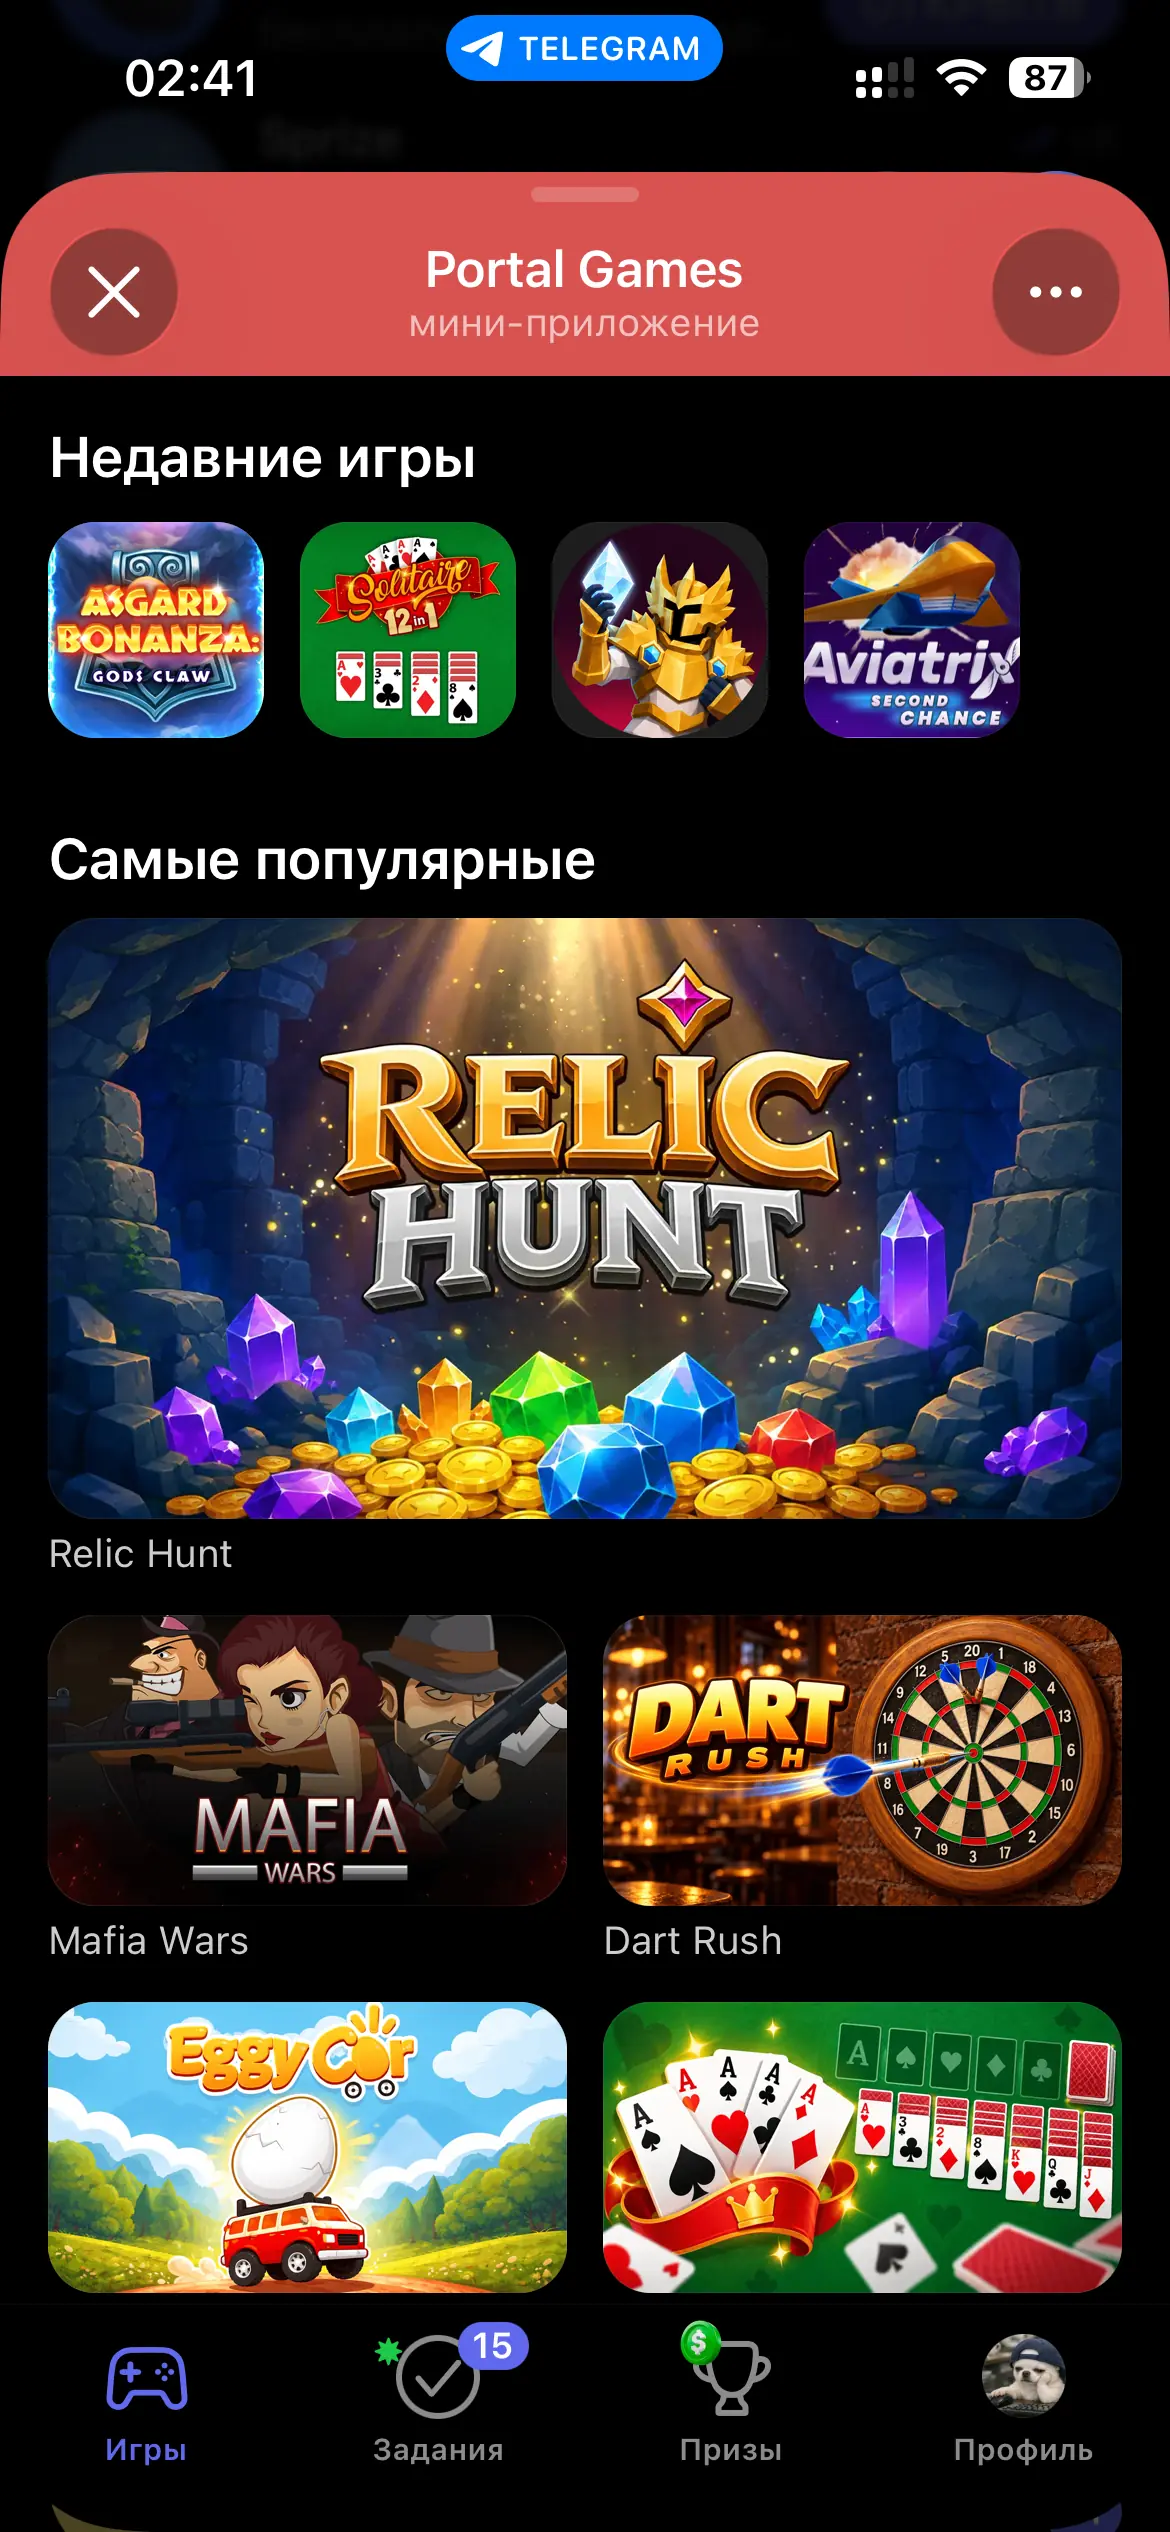 TELEGRAM
02:41
87
Sprize
Portal Games
мини-приложение
Недавние игры
ASGARD
BONANZA:
GODS CLAW
Solitaire
12 in 1
Aviatrix
SECOND
CHANCE
Самые популярные
RELIC
HUNT
Relic Hunt
MAFIA
WARS
DART
RUSH
Mafia Wars
Dart Rush
Eggy Car
15
Игры
Задания
Призы
Профиль